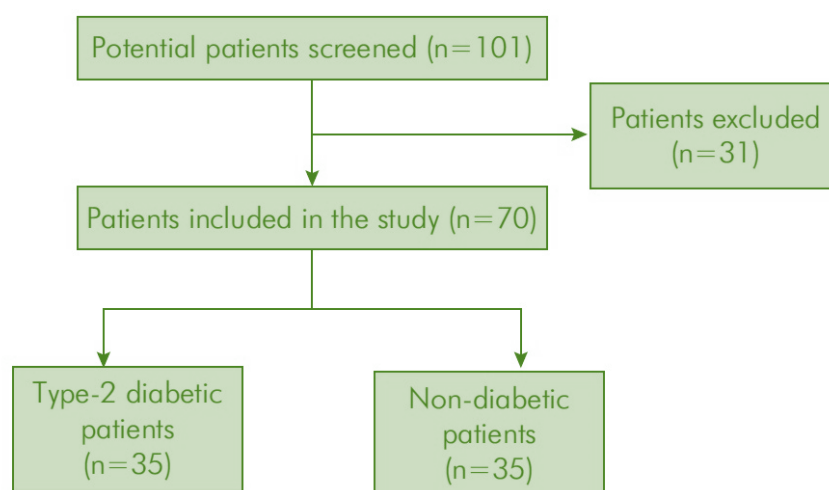 Potential patients screened (n=101)
Patients excluded
(n=31)
Patients included in the study (n=70)
Type-2 diabetic
patients
(n=35)
Non-diabetic
patients
(n=35)